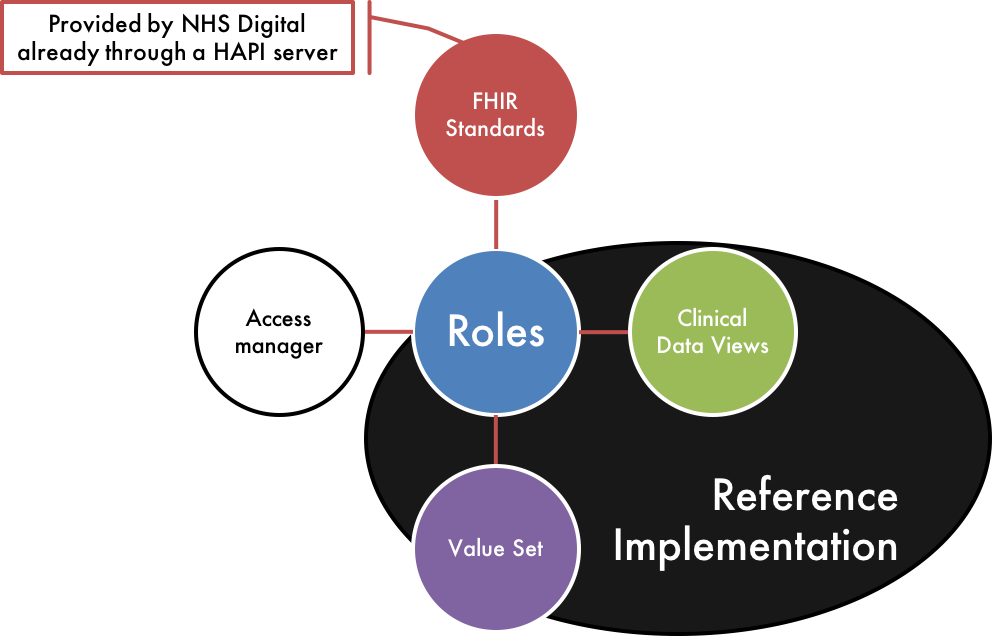 Provided by NHS Digital
already through a HAPI server
FHIR
Standards
Access
manager
Roles
Clinical
Data Views
Value Set
Reference
Implementation